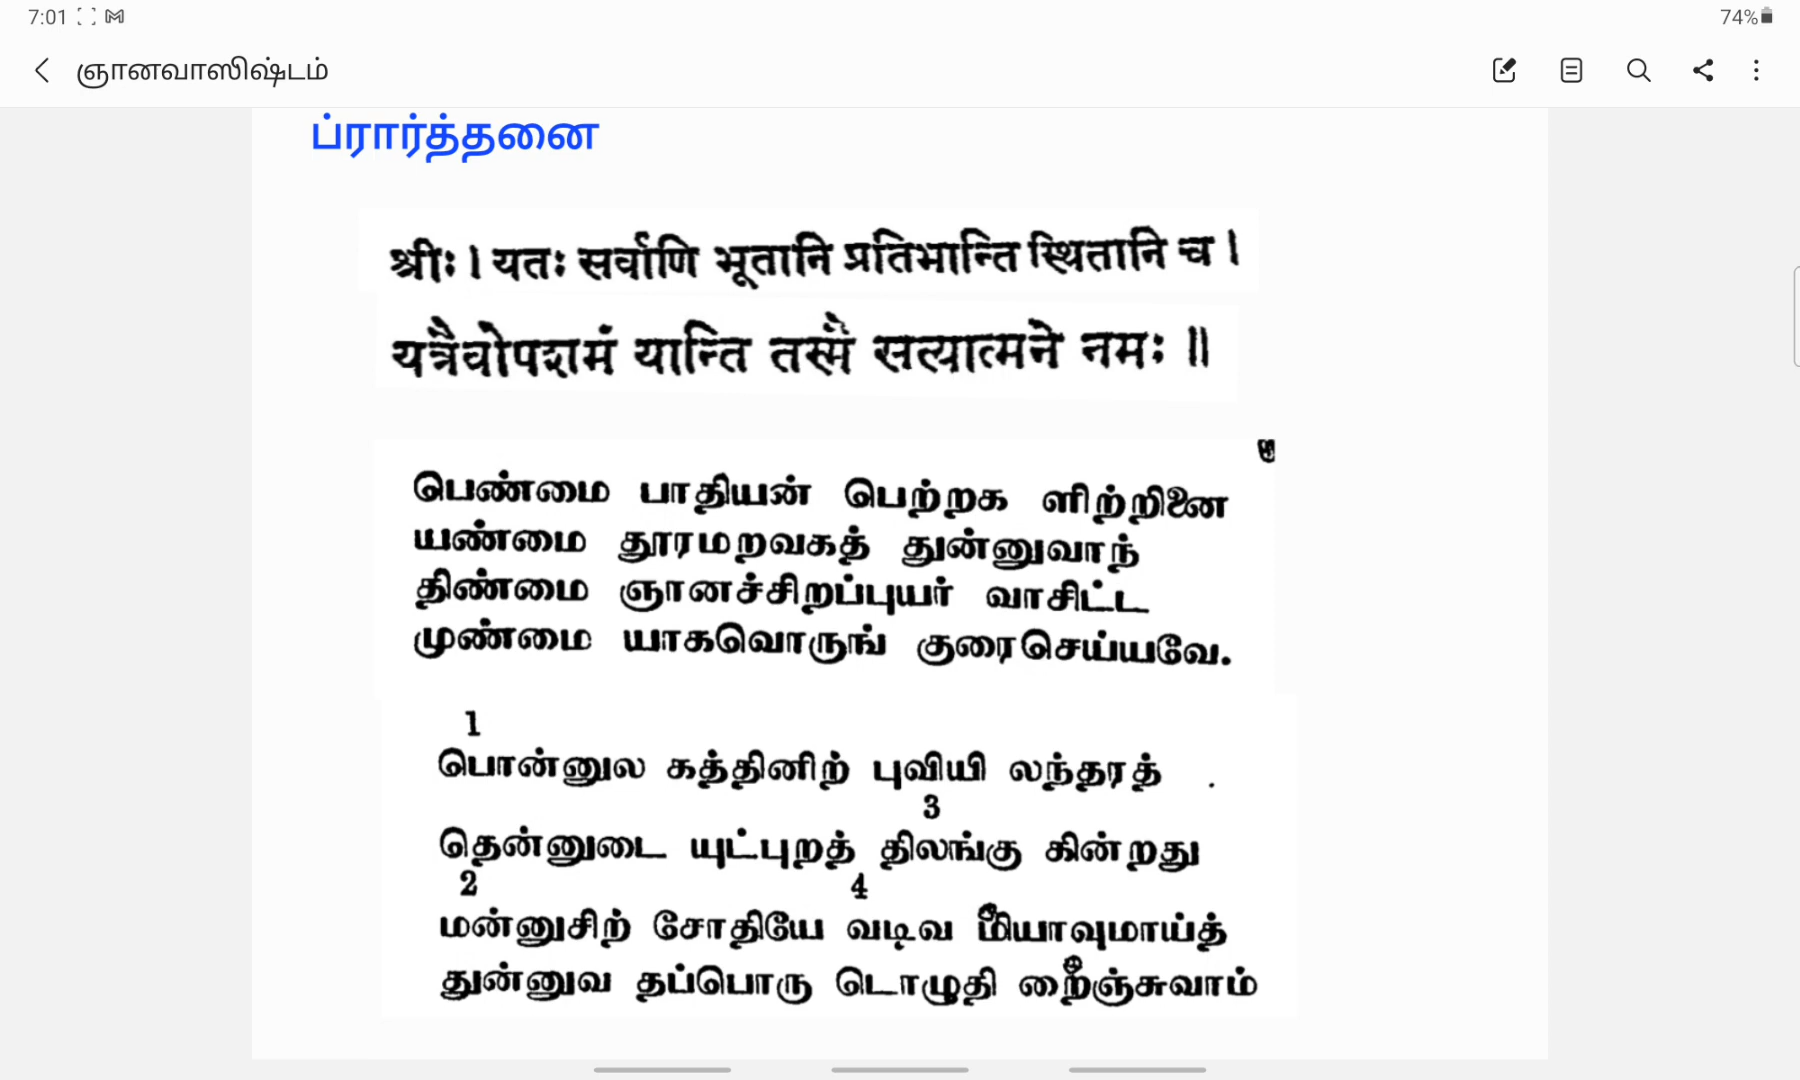 7:01
74%
ஞானவாஸிஷ்டம்
ப்ரார்த்தனை
श्रीः । यतः सर्वाणि भूतानि प्रतिभान्ति स्थितानि च ।
यत्रैवोपशमं यान्ति तस्मै सत्यात्मने नमः ॥
பெண்மை பாதியன் பெற்றக ளிற்றினை
யண்மை தூரமறவகத் துன்னுவாந்
திண்மை ஞானச்சிறப்புயர் வாசிட்ட
முண்மை யாகவொருங் குரைசெய்யவே.
1
பொன்னுல கத்தினிற் புவியி லந்தரத்
3
தென்னுடை யுட்புறத் திலங்கு கின்றது
2 4
மன்னுசிற் சோதியே வடிவ மியாவுமாய்த்
துன்னுவ தப்பொரு டொழுதி றைஞ்சுவாம்